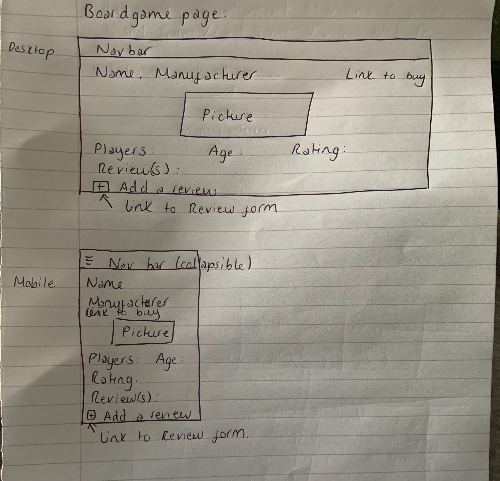 Boardgame page:
Desktop
Navbar
Name, Manufacturer Link to buy
Picture
Players: Age: Rating:
Review(s):
+ Add a review
Link to Review form
Mobile
Nav bar (collapsible)
Name
Manufacturer
Link to buy
Picture
Players: Age:
Rating.
Review(s):
+ Add a review
Link to Review form.